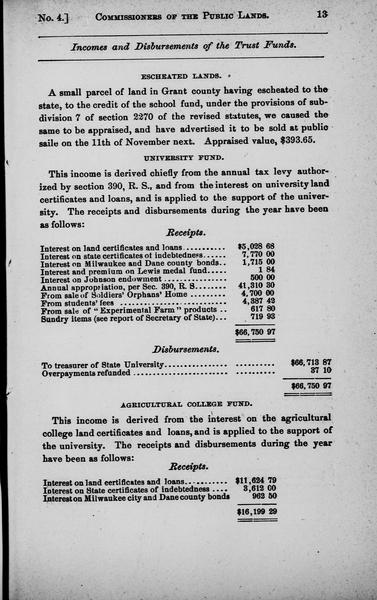 No. 4.] COMMISSIONERS OF THE PUBLIC LANDS. 13
Incomes and Disbursements of the Trust Funds.
ESCHEATED LANDS.
A small parcel of land in Grant county having escheated to the
state, to the credit of the school fund, under the provisions of sub-
division 7 of section 2270 of the revised statutes, we caused the
same to be appraised, and have advertised it to be sold at public
saile on the 11th of November next. Appraised value, $393.65.
UNIVERSITY FUND.
This income is derived chiefly from the annual tax levy author-
ized by section 390, R. S., and from the interest on university land
certificates and loans, and is applied to the support of the univer-
sity. The receipts and disbursements during the year have been
as follows:
Receipts.
Interest on land certificates and loans........... $5,028 68
Interest on state certificates of indebtedness...... 7,770 00
Interest on Milwaukee and Dane county bonds.. 1,715 00
Interest and premium on Lewis medal fund..... 1 84
Interest on Johnson endowment............... 500 00
Annual appropriation, per Sec. 390, R. S........ 41,310 30
From sale of Soldiers' Orphans' Home ......... 4,700 00
From students' fees .......................... 4,387 42
From sale of "Experimental Farm" products .. 617 80
Sundry items (see report of Secretary of State)... 719 93
$66,750 97
Disbursements.
To treasurer of State University................ .......... $66,713 87
Overpayments refunded ........................ .......... 37 10
$66,750 97
AGRICULTURAL COLLEGE FUND.
This income is derived from the interest on the agricultural
college land certificates and loans, and is applied to the support of
the university. The receipts and disbursements during the year
have been as follows:
Receipts.
Interest on land certificates and loans........... $11,624 79
Interest on State certificates of indebtedness .... 3,612 00
Interest on Milwaukee city and Dane county bonds 962 50
$16,199 29